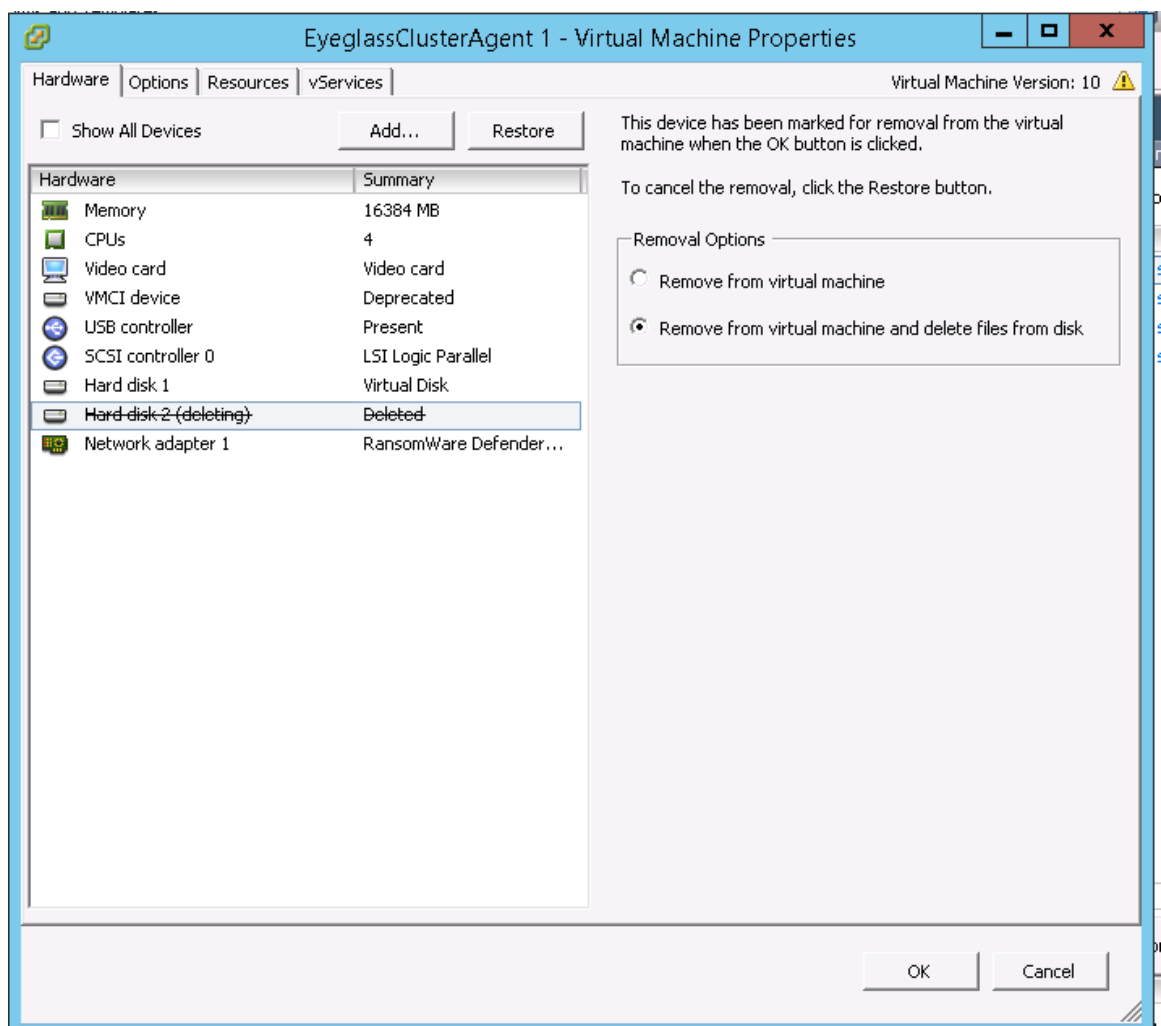 EyeglassClusterAgent 1 - Virtual Machine Properties
Hardware Options Resources vServices Virtual Machine Version: 10
Show All Devices Add... Restore
Hardware Summary
Memory 16384 MB
CPUs 4
Video card Video card
VMCI device Deprecated
USB controller Present
SCSI controller 0 LSI Logic Parallel
Hard disk 1 Virtual Disk
Hard disk 2 (deleting) Deleted
Network adapter 1 RansomWare Defender...
This device has been marked for removal from the virtual
machine when the OK button is clicked.
To cancel the removal, click the Restore button.
Removal Options
Remove from virtual machine
Remove from virtual machine and delete files from disk
OK Cancel